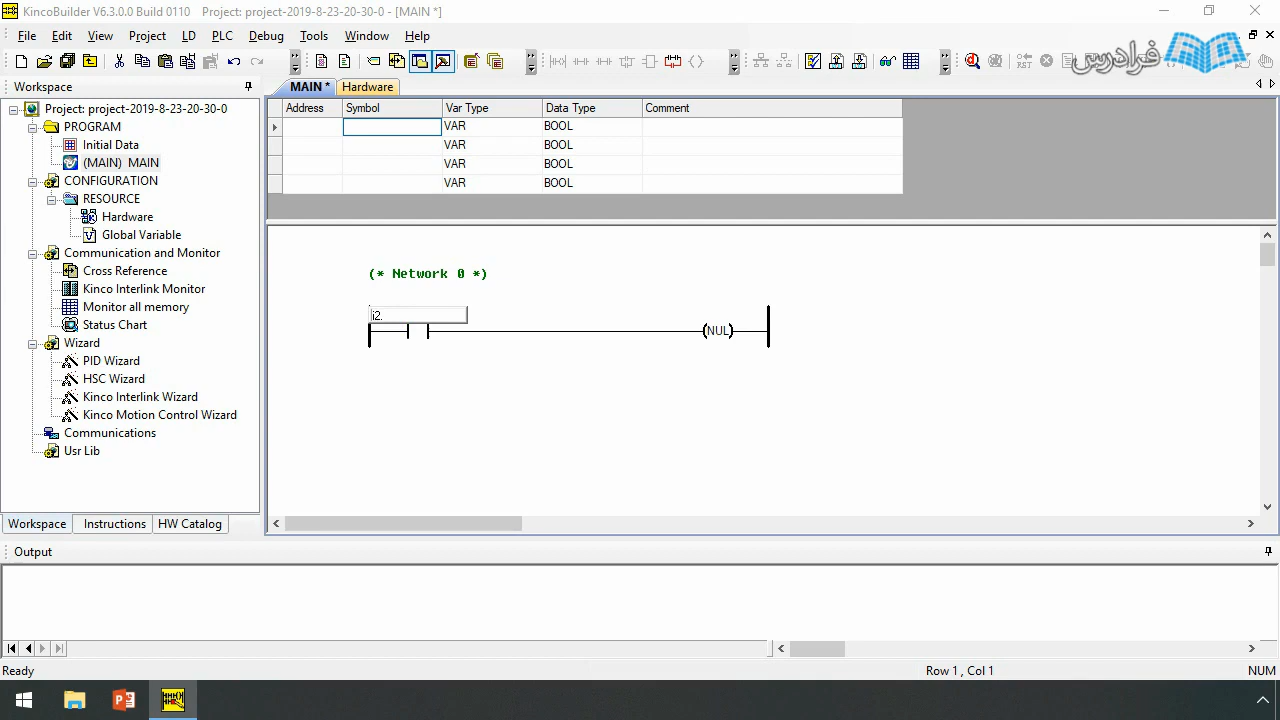 KincoBuilder V6.3.0.0 Build 0110 Project: project-2019-8-23-20-30-0 - [MAIN *]
File Edit View Project LD PLC Debug Tools Window Help
فرادرس
Workspace
MAIN * Hardware
Project: project-2019-8-23-20-30-0
PROGRAM
Initial Data
(MAIN) MAIN
CONFIGURATION
RESOURCE
Hardware
Global Variable
Communication and Monitor
Cross Reference
Kinco Interlink Monitor
Monitor all memory
Status Chart
Wizard
PID Wizard
HSC Wizard
Kinco Interlink Wizard
Kinco Motion Control Wizard
Communications
Usr Lib
Workspace Instructions HW Catalog
Address Symbol Var Type Data Type Comment
VAR BOOL
VAR BOOL
VAR BOOL
VAR BOOL
(* Network 0 *)
i2.
(NUL)
Output
Ready Row 1 , Col 1 NUM